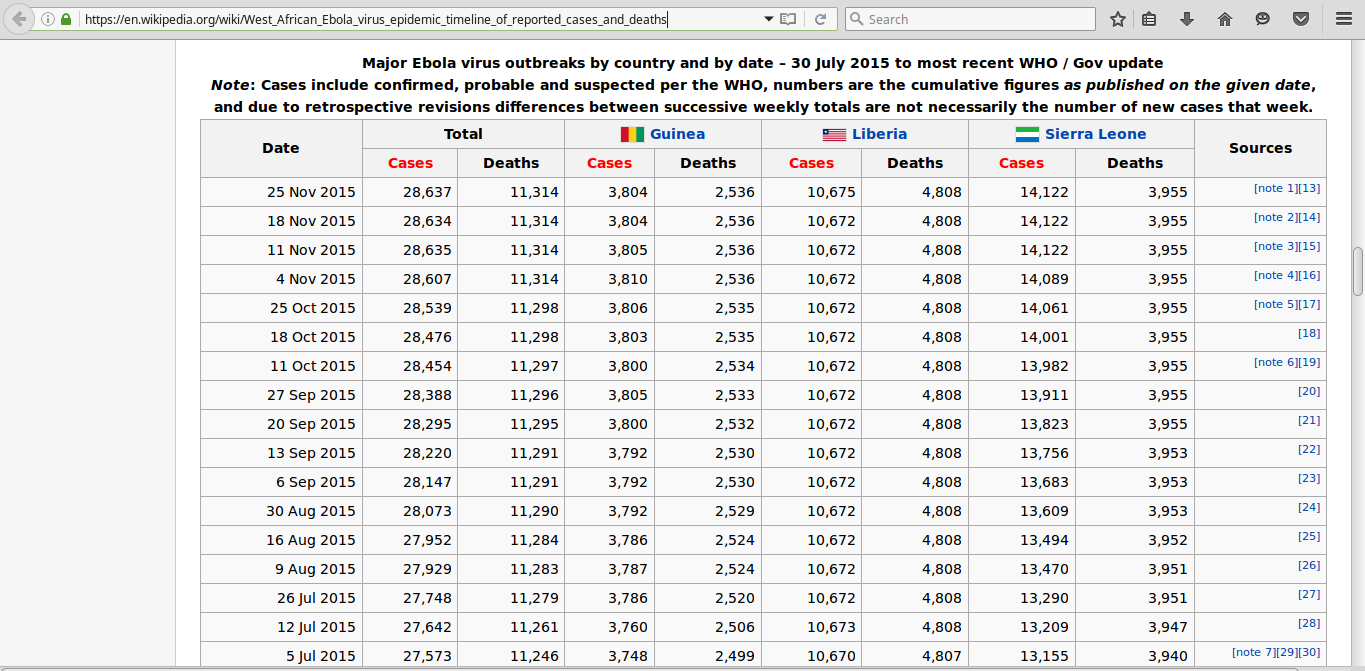 https://en.wikipedia.org/wiki/West_African_Ebola_virus_epidemic_timeline_of_reported_cases_and_deaths Search
Major Ebola virus outbreaks by country and by date – 30 July 2015 to most recent WHO / Gov update
Note: Cases include confirmed, probable and suspected per the WHO, numbers are the cumulative figures as published on the given date,
and due to retrospective revisions differences between successive weekly totals are not necessarily the number of new cases that week.
Date Total Guinea Liberia Sierra Leone Sources
Cases Deaths Cases Deaths Cases Deaths Cases Deaths
25 Nov 2015 28,637 11,314 3,804 2,536 10,675 4,808 14,122 3,955 [note 1][13]
18 Nov 2015 28,634 11,314 3,804 2,536 10,672 4,808 14,122 3,955 [note 2][14]
11 Nov 2015 28,635 11,314 3,805 2,536 10,672 4,808 14,122 3,955 [note 3][15]
4 Nov 2015 28,607 11,314 3,810 2,536 10,672 4,808 14,089 3,955 [note 4][16]
25 Oct 2015 28,539 11,298 3,806 2,535 10,672 4,808 14,061 3,955 [note 5][17]
18 Oct 2015 28,476 11,298 3,803 2,535 10,672 4,808 14,001 3,955 [18]
11 Oct 2015 28,454 11,297 3,800 2,534 10,672 4,808 13,982 3,955 [note 6][19]
27 Sep 2015 28,388 11,296 3,805 2,533 10,672 4,808 13,911 3,955 [20]
20 Sep 2015 28,295 11,295 3,800 2,532 10,672 4,808 13,823 3,955 [21]
13 Sep 2015 28,220 11,291 3,792 2,530 10,672 4,808 13,756 3,953 [22]
6 Sep 2015 28,147 11,291 3,792 2,530 10,672 4,808 13,683 3,953 [23]
30 Aug 2015 28,073 11,290 3,792 2,529 10,672 4,808 13,609 3,953 [24]
16 Aug 2015 27,952 11,284 3,786 2,524 10,672 4,808 13,494 3,952 [25]
9 Aug 2015 27,929 11,283 3,787 2,524 10,672 4,808 13,470 3,951 [26]
26 Jul 2015 27,748 11,279 3,786 2,520 10,672 4,808 13,290 3,951 [27]
12 Jul 2015 27,642 11,261 3,760 2,506 10,673 4,808 13,209 3,947 [28]
5 Jul 2015 27,573 11,246 3,748 2,499 10,670 4,807 13,155 3,940 [note 7][29][30]